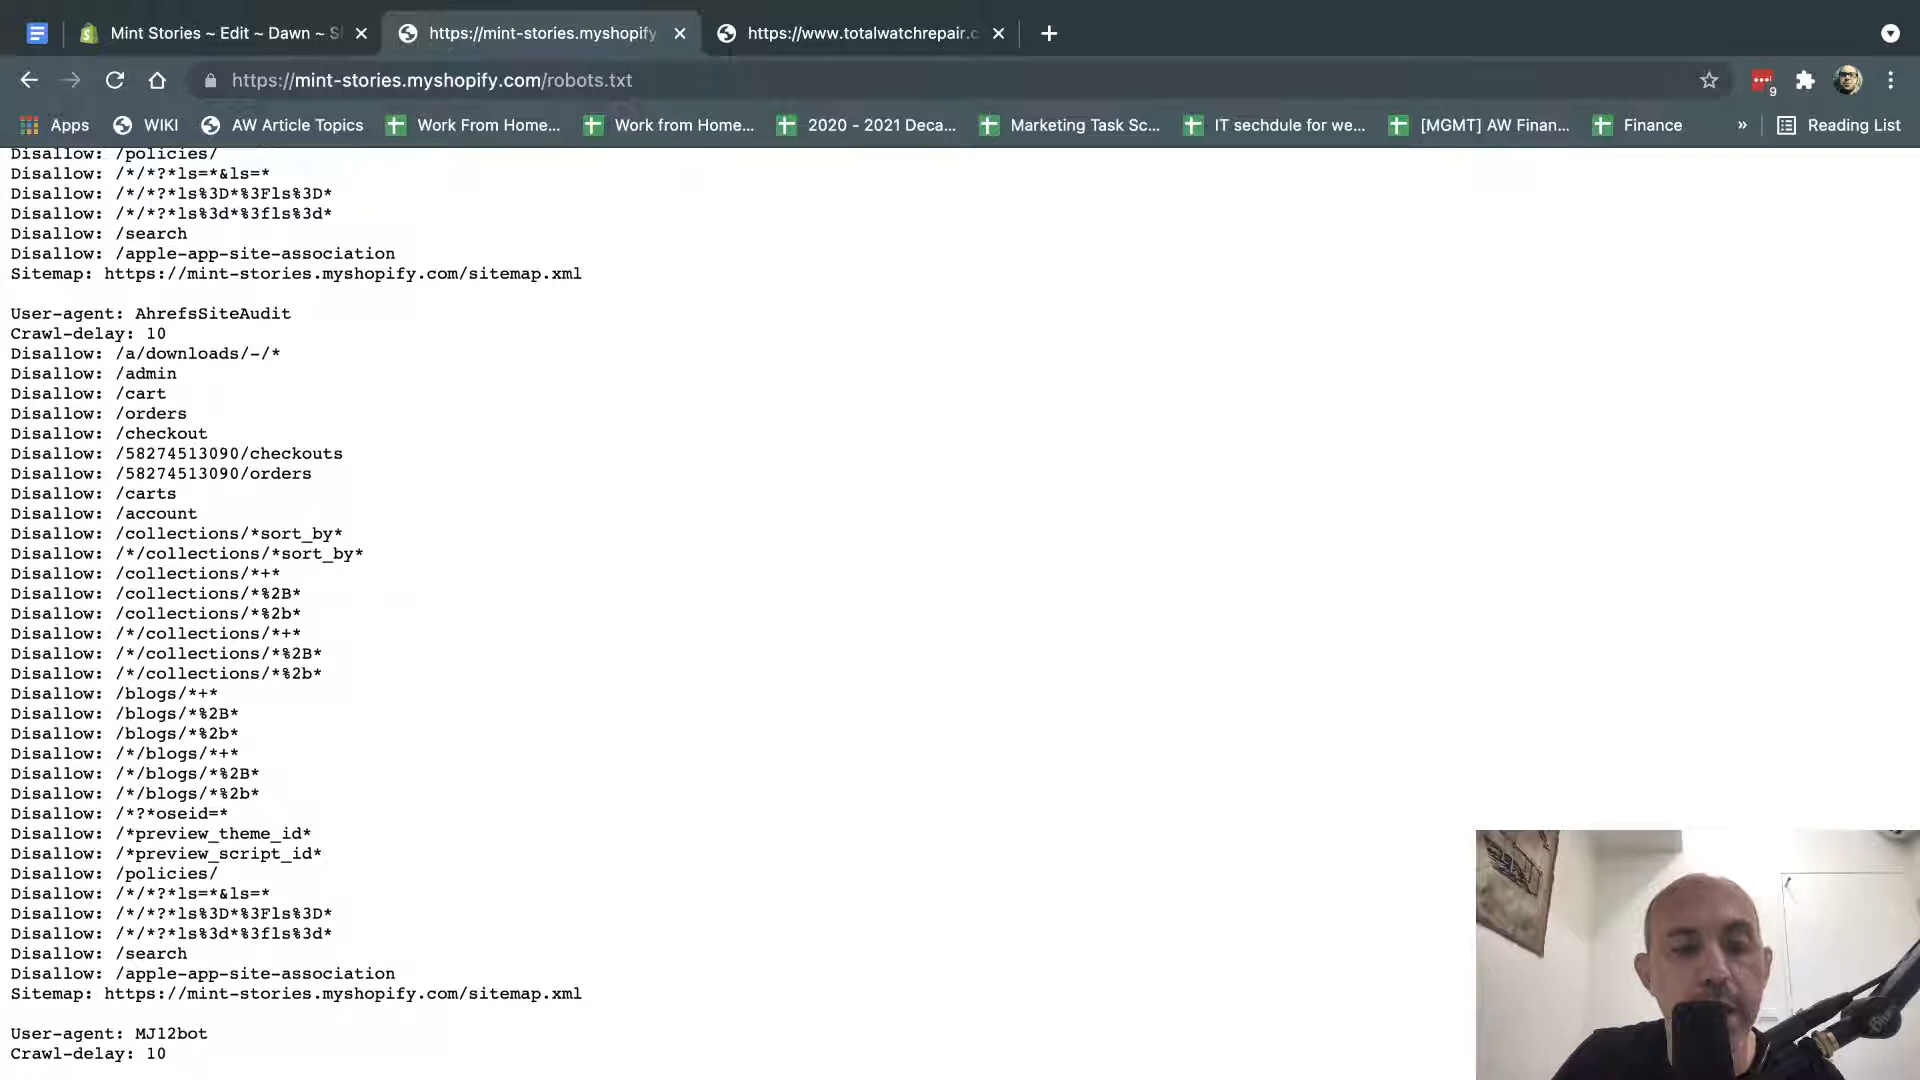 Mint Stories ~ Edit ~ Dawn ~ S
https://mint-stories.myshopify
https://www.totalwatchrepair.c
https://mint-stories.myshopify.com/robots.txt
9
Apps
WIKI
AW Article Topics
Work From Home...
Work from Home...
2020 - 2021 Deca...
Marketing Task Sc...
IT sechdule for we...
[MGMT] AW Finan...
Finance
»
Reading List
Disallow: /policies/
Disallow: /*/*?*ls=*&ls=*
Disallow: /*/*?*ls%3D*%3Fls%3D*
Disallow: /*/*?*ls%3d*%3fls%3d*
Disallow: /search
Disallow: /apple-app-site-association
Sitemap: https://mint-stories.myshopify.com/sitemap.xml
User-agent: AhrefsSiteAudit
Crawl-delay: 10
Disallow: /a/downloads/-/*
Disallow: /admin
Disallow: /cart
Disallow: /orders
Disallow: /checkout
Disallow: /58274513090/checkouts
Disallow: /58274513090/orders
Disallow: /carts
Disallow: /account
Disallow: /collections/*sort_by*
Disallow: /*/collections/*sort_by*
Disallow: /collections/*+*
Disallow: /collections/*%2B*
Disallow: /collections/*%2b*
Disallow: /*/collections/*+*
Disallow: /*/collections/*%2B*
Disallow: /*/collections/*%2b*
Disallow: /blogs/*+*
Disallow: /blogs/*%2B*
Disallow: /blogs/*%2b*
Disallow: /*/blogs/*+*
Disallow: /*/blogs/*%2B*
Disallow: /*/blogs/*%2b*
Disallow: /*?*oseid=*
Disallow: /*preview_theme_id*
Disallow: /*preview_script_id*
Disallow: /policies/
Disallow: /*/*?*ls=*&ls=*
Disallow: /*/*?*ls%3D*%3Fls%3D*
Disallow: /*/*?*ls%3d*%3fls%3d*
Disallow: /search
Disallow: /apple-app-site-association
Sitemap: https://mint-stories.myshopify.com/sitemap.xml
User-agent: MJ12bot
Crawl-delay: 10